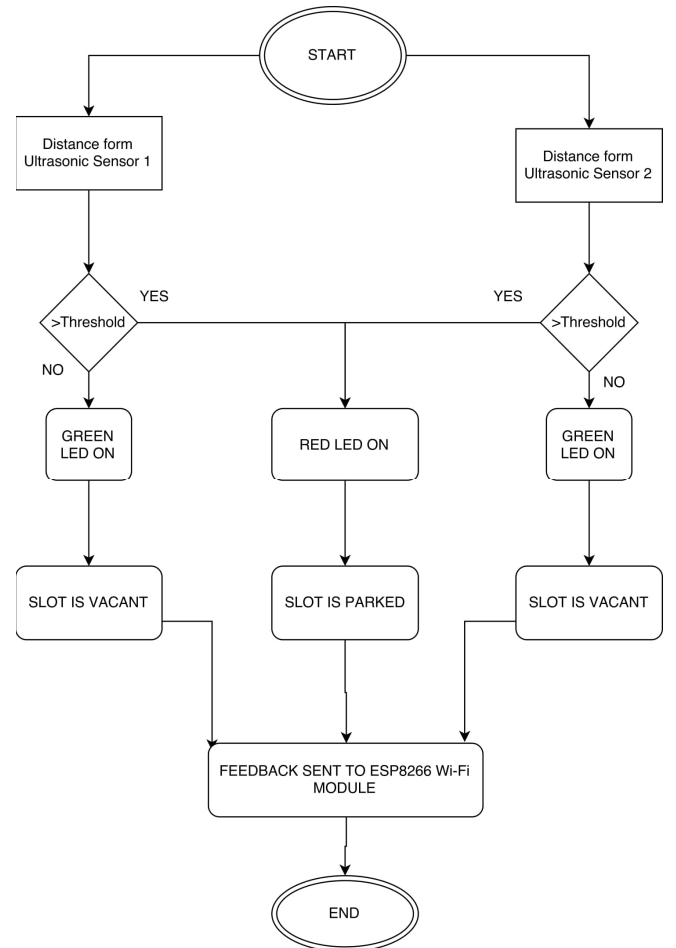 START
Distance form
Ultrasonic Sensor 1
Distance form
Ultrasonic Sensor 2
YES
YES
>Threshold
>Threshold
NO
NO
GREEN
LED ON
RED LED ON
GREEN
LED ON
SLOT IS VACANT
SLOT IS PARKED
SLOT IS VACANT
FEEDBACK SENT TO ESP8266 Wi-Fi
MODULE
END